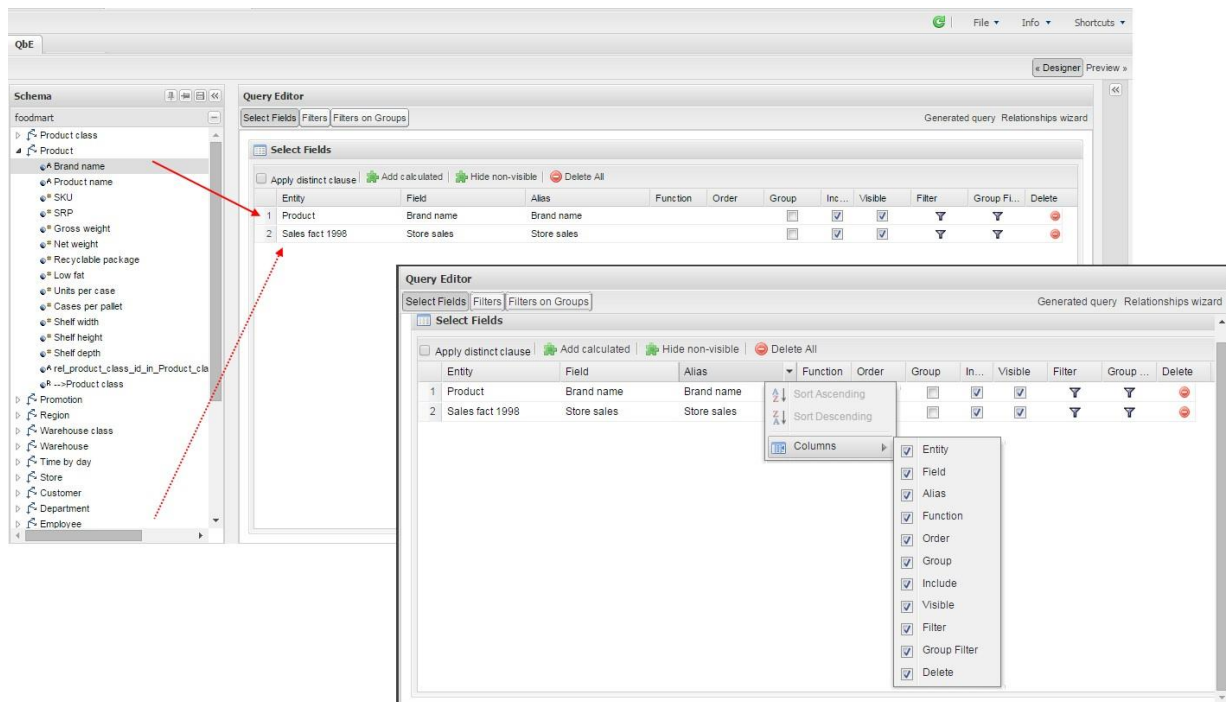 File Info Shortcuts
QbE
« Designer Preview »
Schema
foodmart
Product class
Product
Brand name
Product name
SKU
SRP
Gross weight
Net weight
Recyclable package
Low fat
Units per case
Cases per pallet
Shelf width
Shelf height
Shelf depth
rel_product_class_id_in_Product_cla
-->Product class
Promotion
Region
Warehouse class
Warehouse
Time by day
Store
Customer
Department
Employee
Query Editor
Select Fields Filters Filters on Groups Generated query Relationships wizard
Select Fields
Apply distinct clause Add calculated Hide non-visible Delete All
Entity Field Alias Function Order Group Inc... Visible Filter Group Fi... Delete
1 Product Brand name Brand name
2 Sales fact 1998 Store sales Store sales
Query Editor
Select Fields Filters Filters on Groups Generated query Relationships wizard
Select Fields
Apply distinct clause Add calculated Hide non-visible Delete All
Entity Field Alias Function Order Group In... Visible Filter Group ... Delete
1 Product Brand name Brand name
2 Sales fact 1998 Store sales Store sales
Sort Ascending
Sort Descending
Columns
Entity
Field
Alias
Function
Order
Group
Include
Visible
Filter
Group Filter
Delete